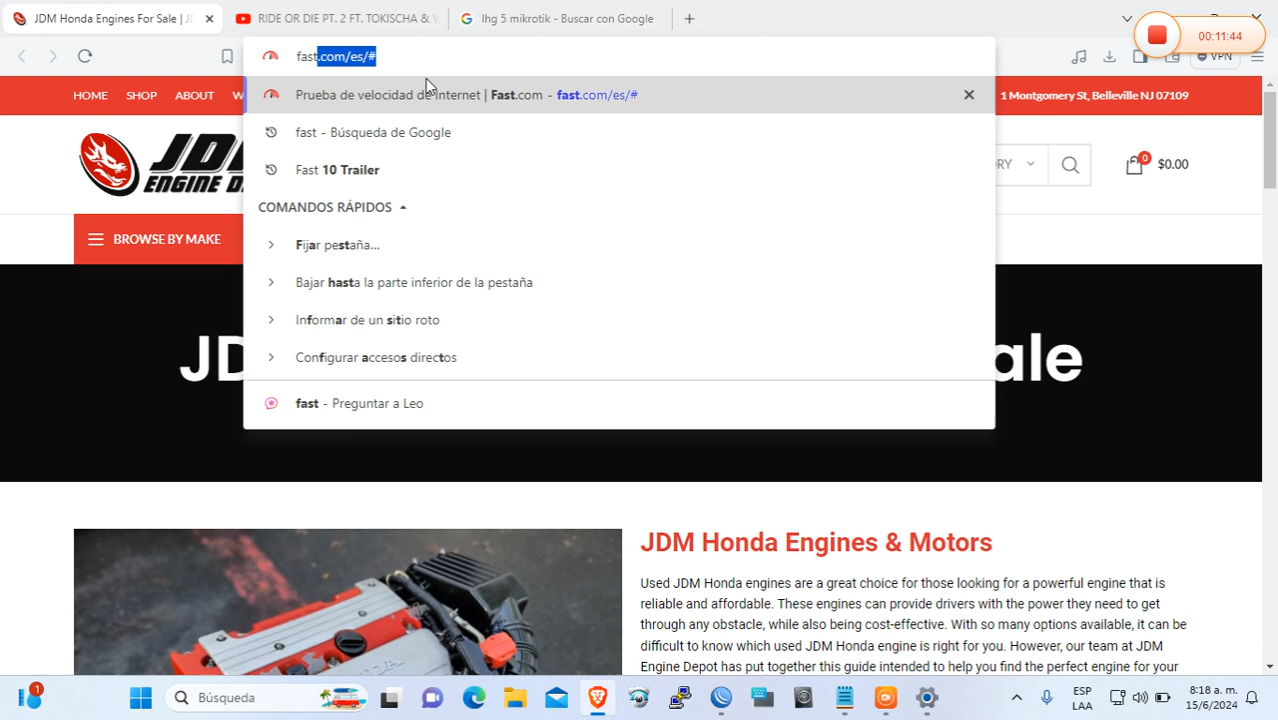 JDM Honda Engines For Sale | J
RIDE OR DIE PT. 2 FT. TOKISCHA &
lhg 5 mikrotik - Buscar con Google
00:11:44
fast.com/es/#
VPN
Prueba de velocidad de Internet | Fast.com - fast.com/es/#
fast - Búsqueda de Google
Fast 10 Trailer
COMANDOS RÁPIDOS
Fijar pestaña...
Bajar hasta la parte inferior de la pestaña
Informar de un sitio roto
Configurar accesos directos
fast - Preguntar a Leo
HOME SHOP ABOUT W
1 Montgomery St, Belleville NJ 07109
JD
ENGINE D
RY
0
$0.00
BROWSE BY MAKE
JD ale
JDM Honda Engines & Motors
Used JDM Honda engines are a great choice for those looking for a powerful engine that is
reliable and affordable. These engines can provide drivers with the power they need to get
through any obstacle, while also being cost-effective. With so many options available, it can be
difficult to know which used JDM Honda engine is right for you. However, our team at JDM
Engine Depot has put together this guide intended to help you find the perfect engine for your
1
Búsqueda
ESP
LAA
8:18 a. m.
15/6/2024